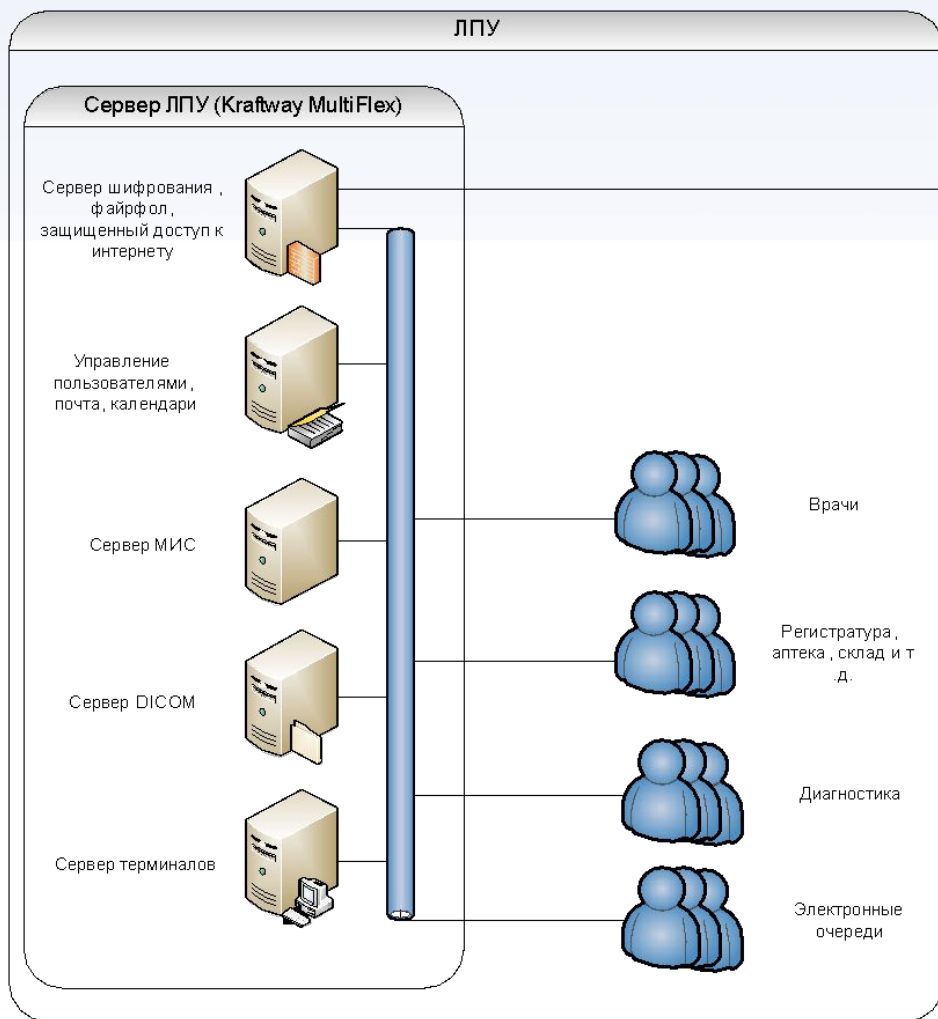 ЛПУ
Сервер ЛПУ (Kraftway MultiFlex)
Сервер шифрования ,
файрфол,
защищенный доступ к
интернету
Управление
пользователями ,
почта, календари
Сервер МИС
Сервер DICOM
Сервер терминалов
Врачи
Регистратура ,
аптека , склад и т
.д.
Диагностика
Электронные
очереди